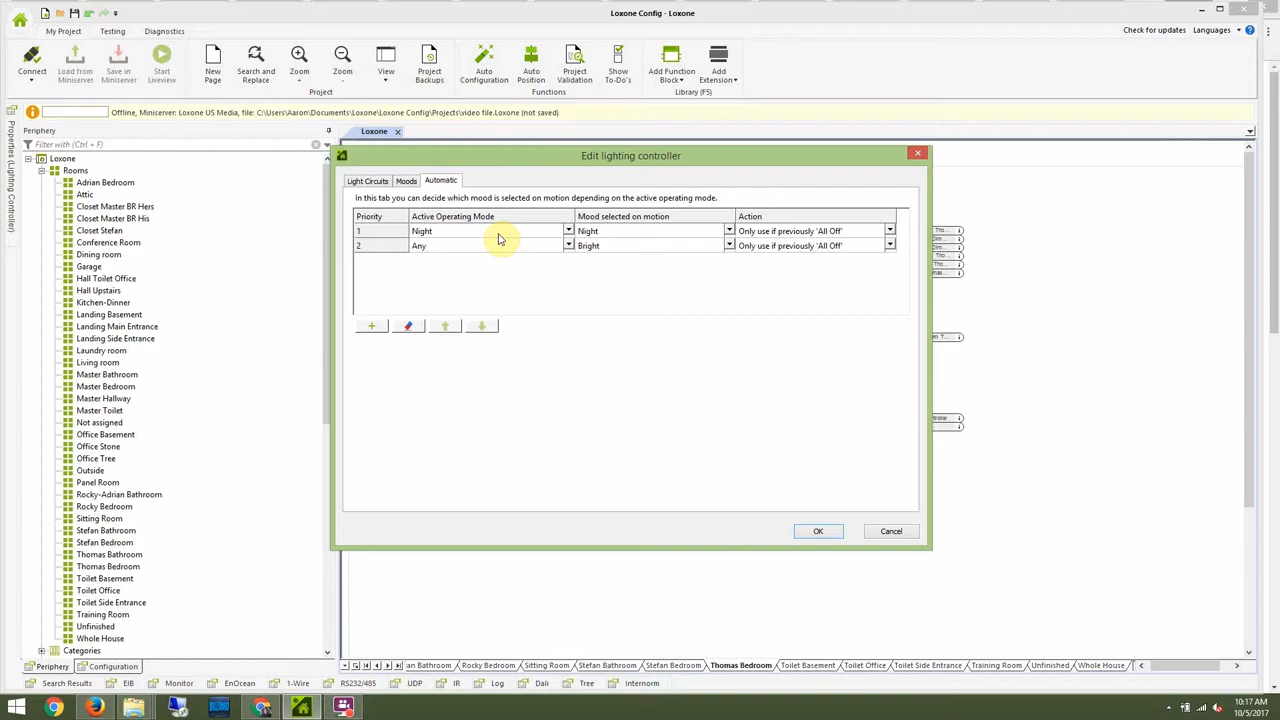 Loxone Config - Loxone
My Project Testing Diagnostics Check for updates Languages
Connect Load from Miniserver Save in Miniserver Start Liveview New Page Search and Replace Zoom + Zoom - View Project Backups Auto Configuration Auto Position Project Validation Show To-Do's Add Function Block Add Extension
Project Functions Library (F5)
Offline, Miniserver: Loxone US Media, file: C:\Users\Aaron\Documents\Loxone\Loxone Config\Projects\video file.Loxone (not saved)
Properties (Lighting Controller)
Periphery
Filter with (Ctrl + F)
Loxone
Rooms
Adrian Bedroom
Attic
Closet Master BR Hers
Closet Master BR His
Closet Stefan
Conference Room
Dining room
Garage
Hall Toilet Office
Hall Upstairs
Kitchen-Dinner
Landing Basement
Landing Main Entrance
Landing Side Entrance
Laundry room
Living room
Master Bathroom
Master Bedroom
Master Hallway
Master Toilet
Not assigned
Office Basement
Office Stone
Office Tree
Outside
Panel Room
Rocky-Adrian Bathroom
Rocky Bedroom
Sitting Room
Stefan Bathroom
Stefan Bedroom
Thomas Bathroom
Thomas Bedroom
Toilet Basement
Toilet Office
Toilet Side Entrance
Training Room
Unfinished
Whole House
Categories
Periphery Configuration
Loxone
Edit lighting controller
Light Circuits Moods Automatic
In this tab you can decide which mood is selected on motion depending on the active operating mode.
Priority Active Operating Mode Mood selected on motion Action
1 Night Night Only use if previously 'All Off'
2 Any Bright Only use if previously 'All Off'
OK Cancel
an Bathroom Rocky Bedroom Sitting Room Stefan Bathroom Stefan Bedroom Thomas Bedroom Toilet Basement Toilet Office Toilet Side Entrance Training Room Unfinished Whole House
Search Results EIB Monitor EnOcean 1-Wire RS232/485 UDP IR Log Dali Tree Internorm
10:17 AM
10/5/2017